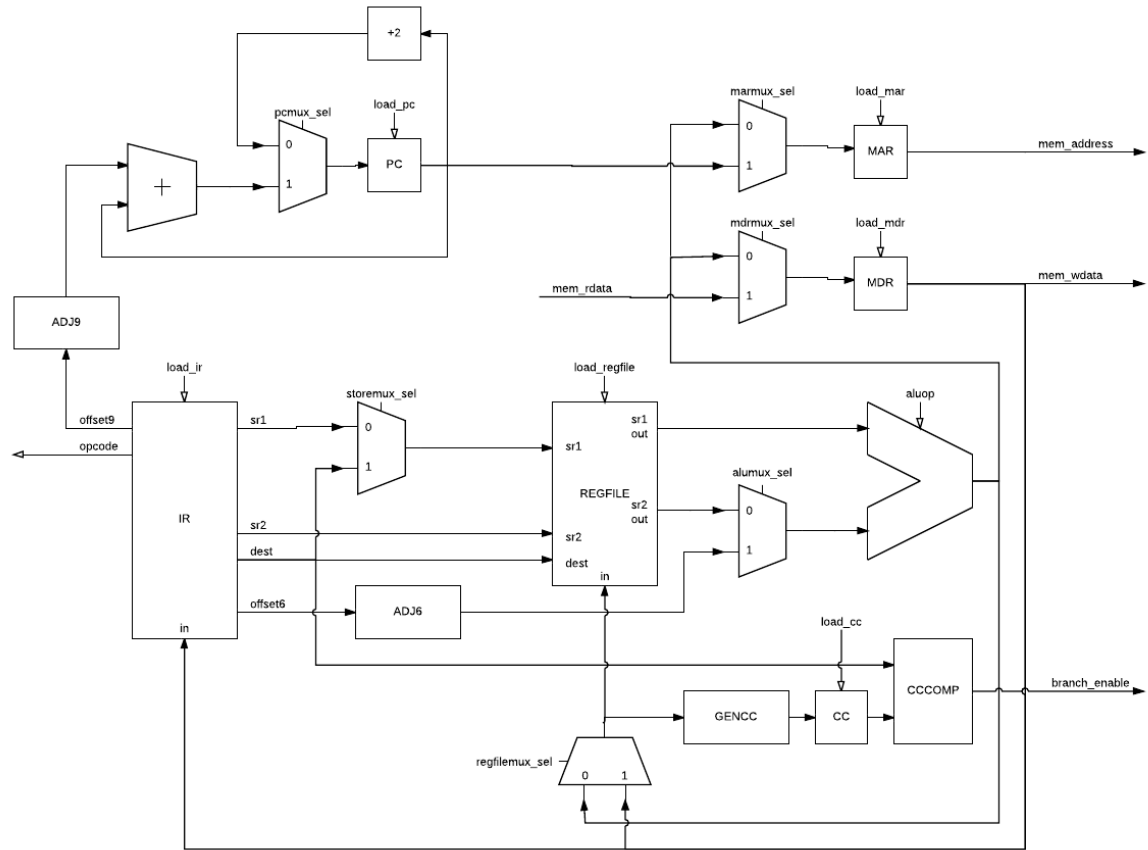 +2
pcmux_sel
load_pc
0
1
PC
+
marmux_sel
load_mar
0
1
MAR
mem_address
mdrmux_sel
load_mdr
0
1
MDR
mem_rdata
mem_wdata
ADJ9
load_ir
offset9
opcode
IR
sr1
sr2
dest
offset6
in
storemux_sel
0
1
load_regfile
sr1
REGFILE
sr2
dest
in
sr1
out
sr2
out
alumux_sel
0
1
aluop
ADJ6
load_cc
GENCC
CC
CCCOMP
branch_enable
regfilemux_sel
0
1